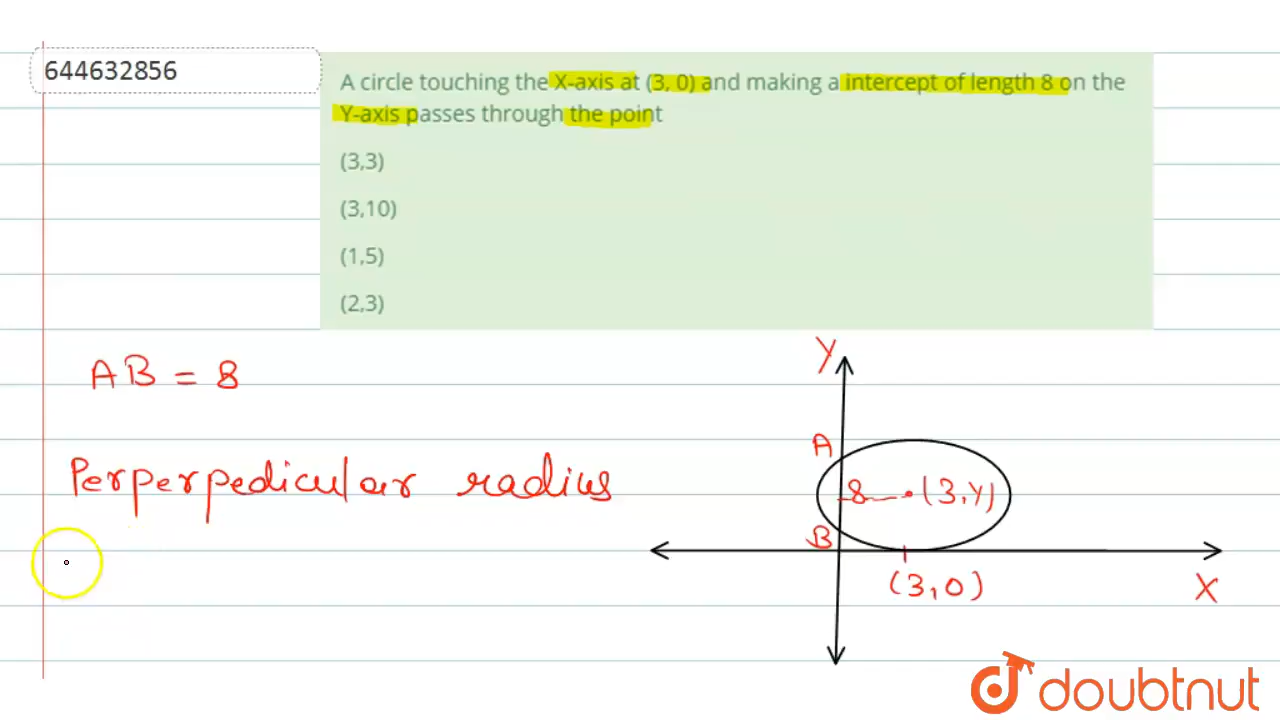 644632856
A circle touching the X-axis at (3, 0) and making a intercept of length 8 on the
Y-axis passes through the point
(3,3)
(3,10)
(1,5)
(2,3)
AB = 8
Perperpedicular radius
Y
A
8 (3,Y)
B
(3,0)
X
doubtnut